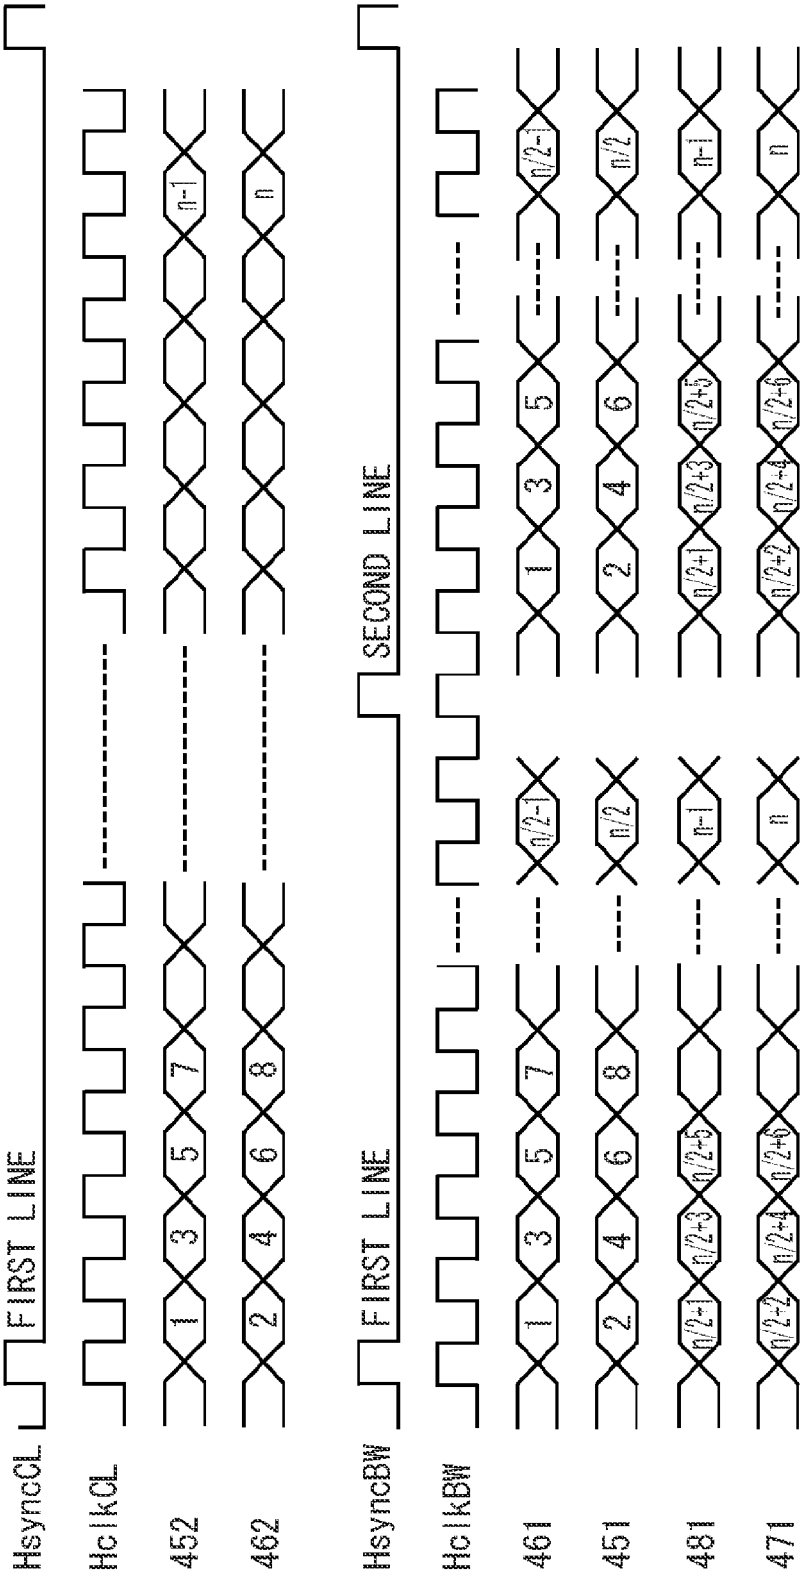 HsyncCL FIRST LINE
HclkCL
452 1 3 5 7 n-1
462 2 4 6 8 n
HsyncBW FIRST LINE SECOND LINE
HclkBW
461 1 3 5 7 n/2-1 1 3 5 n/2-1
451 2 4 6 8 n/2 2 4 6 n/2
481 n/2+1 n/2+3 n/2+5 n-1 n/2+1 n/2+3 n/2+5 n-1
471 n/2+2 n/2+4 n/2+6 n n/2+2 n/2+4 n/2+6 n